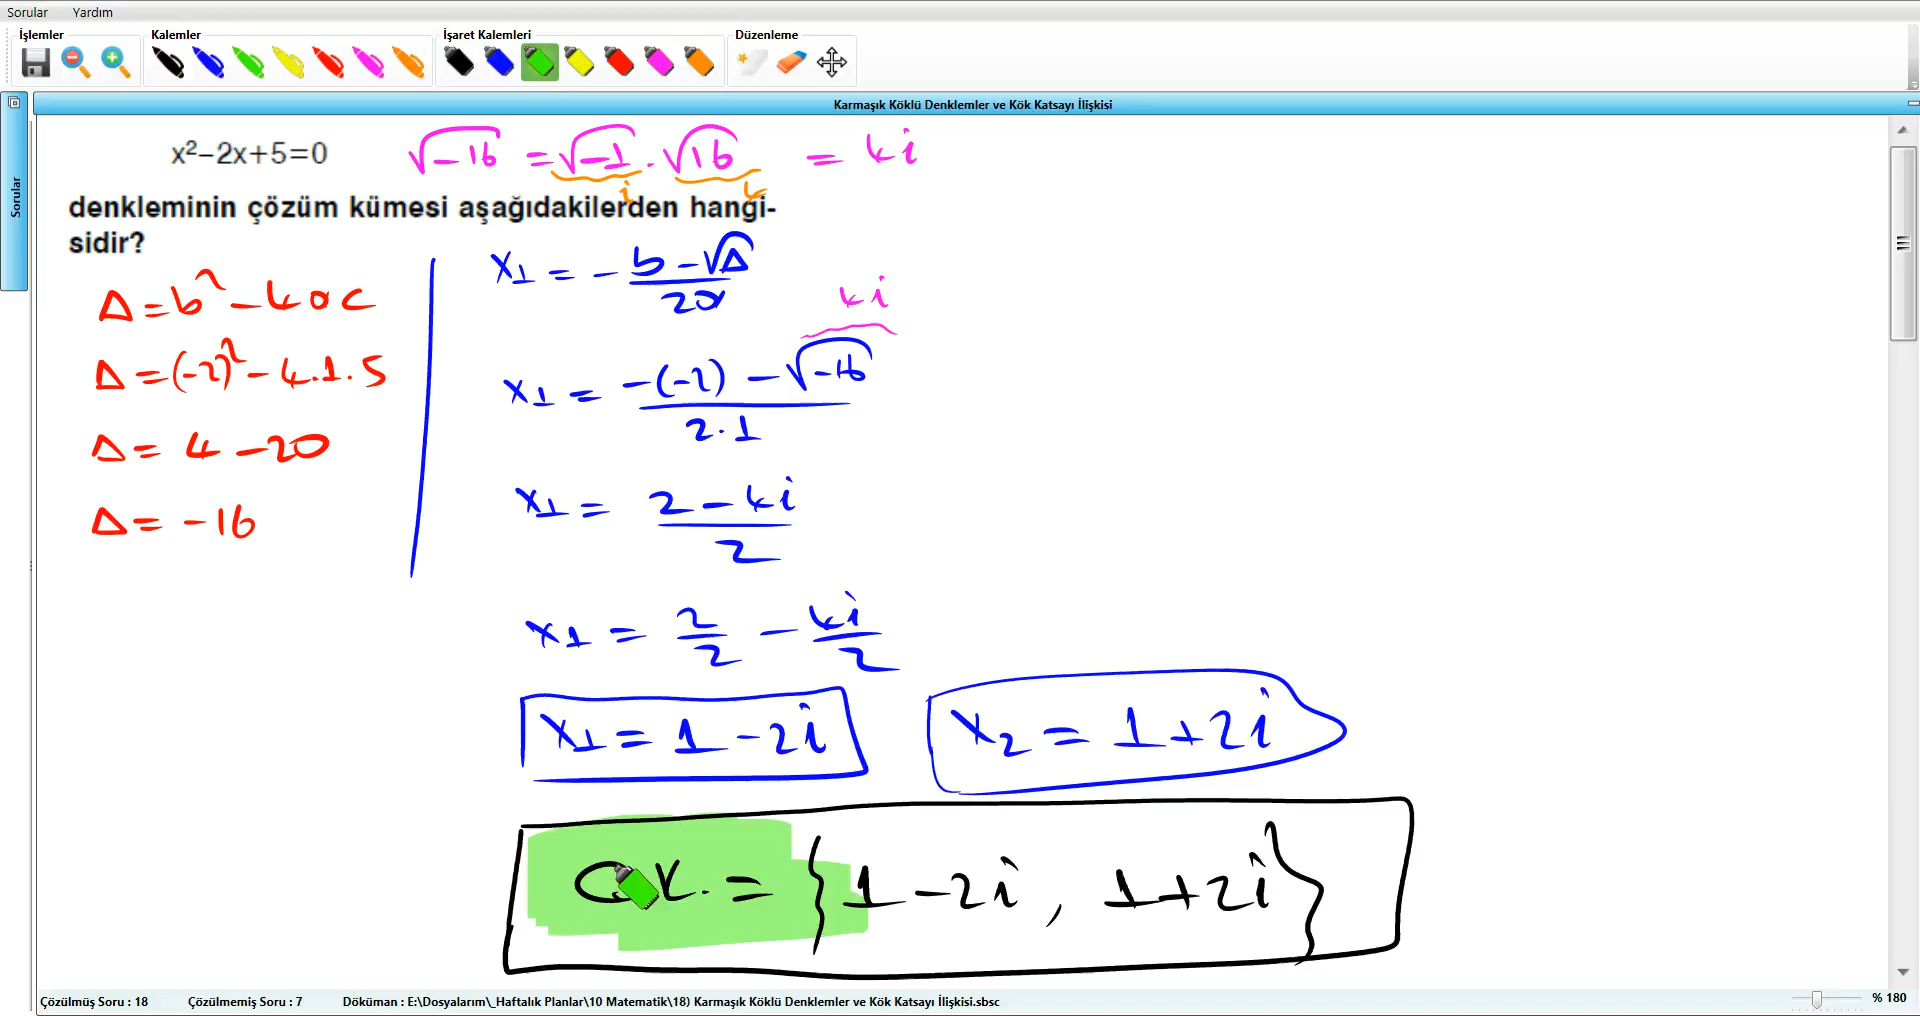 Sorular Yardım
İşlemler Kalemler İşaret Kalemleri Düzenleme
Karmaşık Köklü Denklemler ve Kök Katsayı İlişkisi
Sorular
x²−2x+5=0
√-16 = √-1 . √16 = 4i
i 4
denkleminin çözüm kümesi aşağıdakilerden hangi-
sidir?
Δ = b² - 4ac
Δ = (-2)² - 4.1.5
Δ = 4 - 20
Δ = -16
x₁ = -b - √Δ / 2a
4i
x₁ = -(-2) - √-16 / 2.1
x₁ = 2 - 4i / 2
x₁ = 2/2 - 4i/2
x₁ = 1 - 2i
x₂ = 1 + 2i
Ç.K. = {1 - 2i , 1 + 2i}
Çözülmüş Soru : 18 Çözülmemiş Soru : 7 Döküman : E:\Dosyalarım\_Haftalık Planlar\10 Matematik\18) Karmaşık Köklü Denklemler ve Kök Katsayı İlişkisi.sbsc % 180